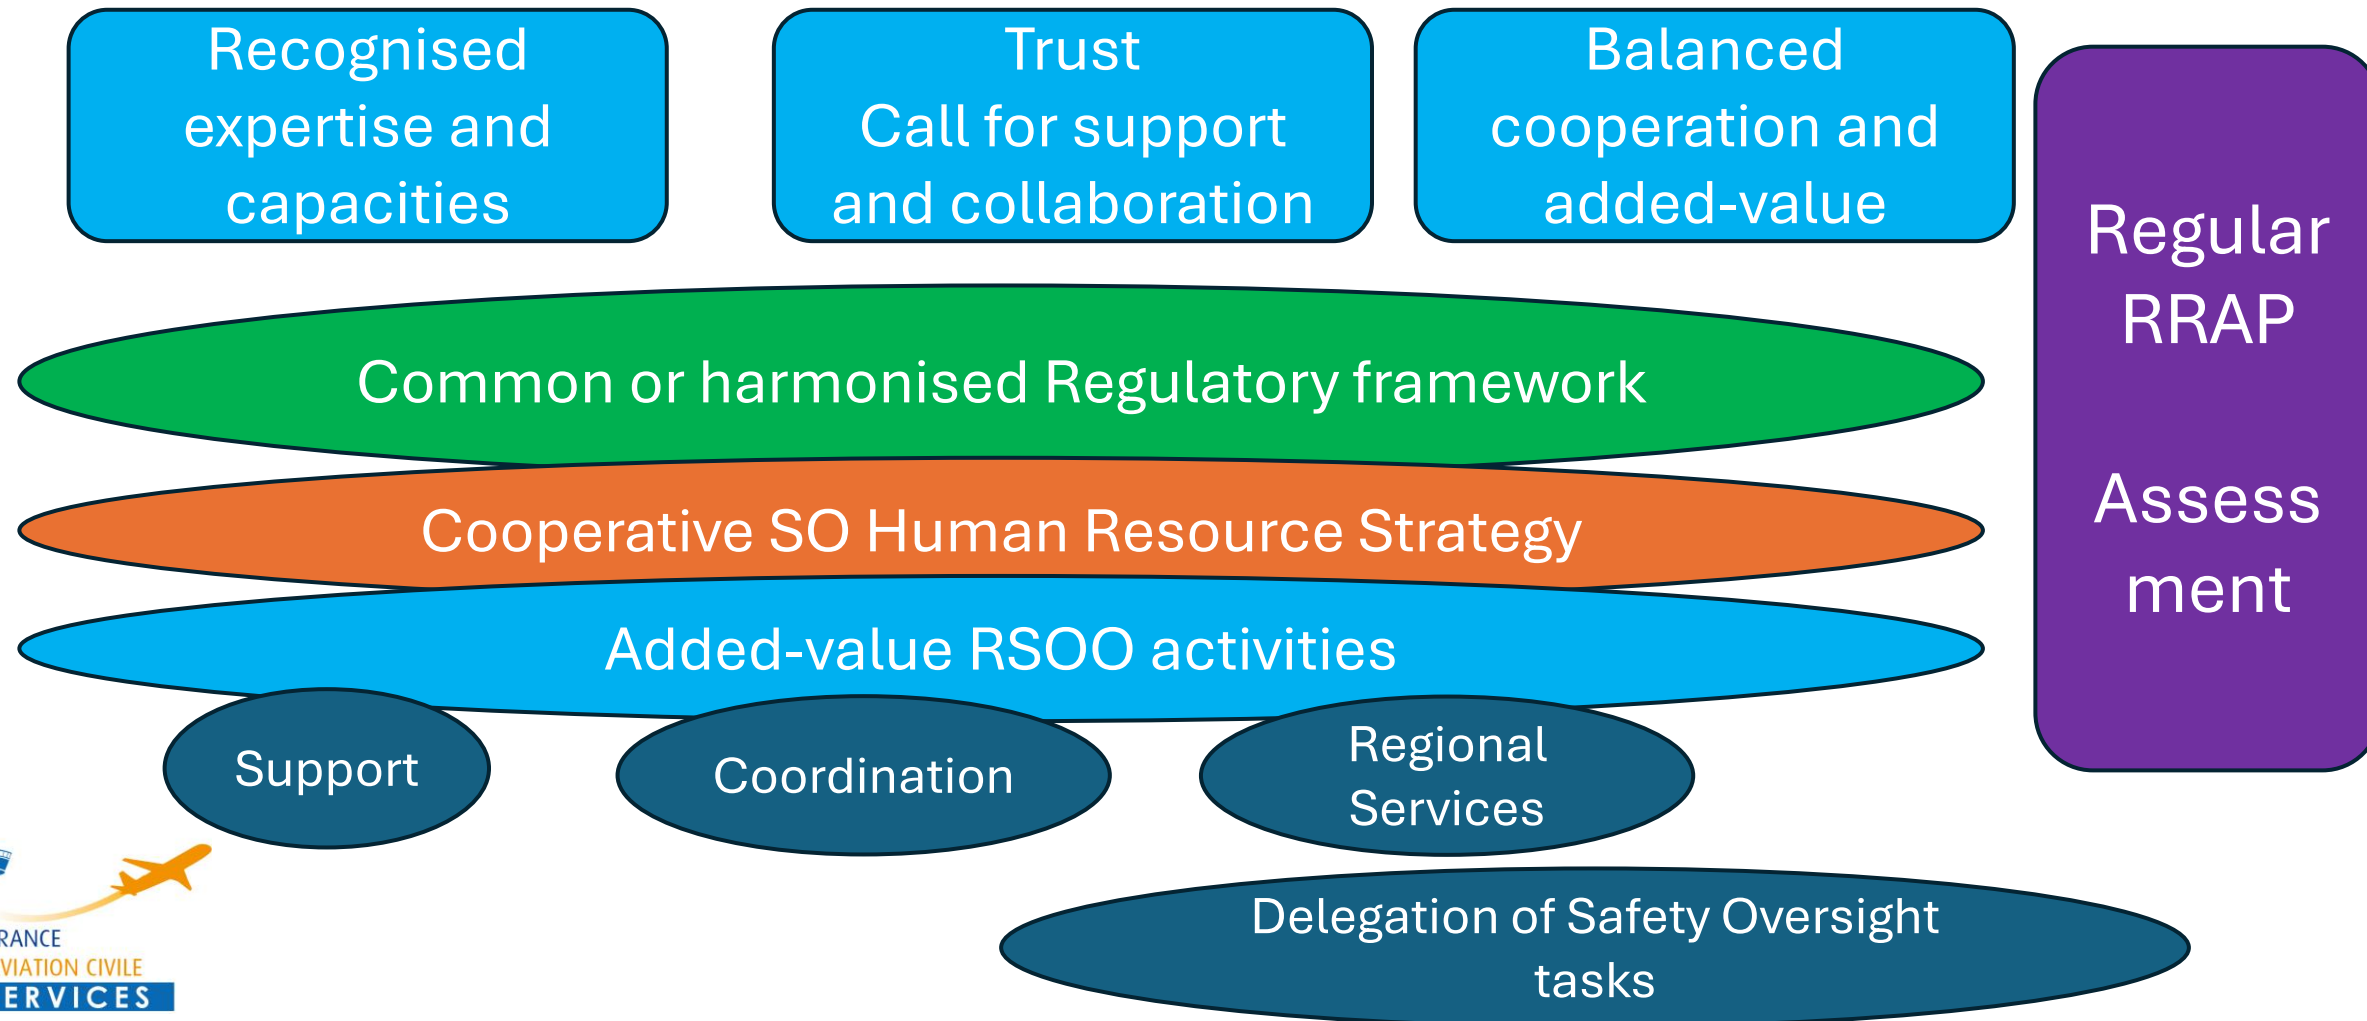 Recognised
expertise and
capacities
Trust
Call for support
and collaboration
Balanced
cooperation and
added-value
Regular
RRAP
Assess
ment
Common or harmonised Regulatory framework
Cooperative SO Human Resource Strategy
Added-value RSOO activities
Support
Coordination
Regional
Services
Delegation of Safety Oversight
tasks
RANCE
VIATION CIVILE
ERVICES